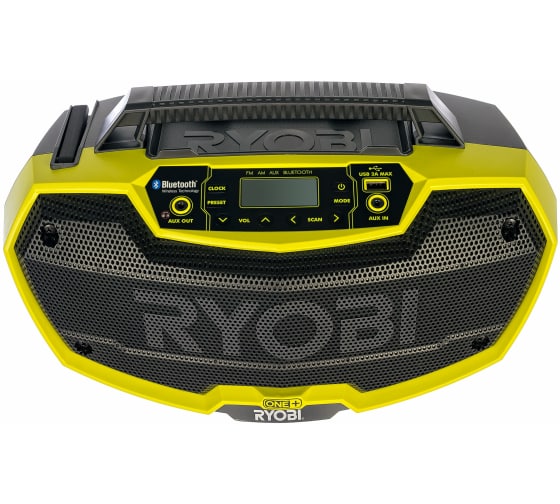 RYOBI
FM AM AUX BLUETOOTH
USB 2A MAX
Bluetooth®
Wireless Technology
CLOCK
PRESET
MODE
AUX OUT
VOL
SCAN
AUX IN
RYOBI
ONE+
RYOBI